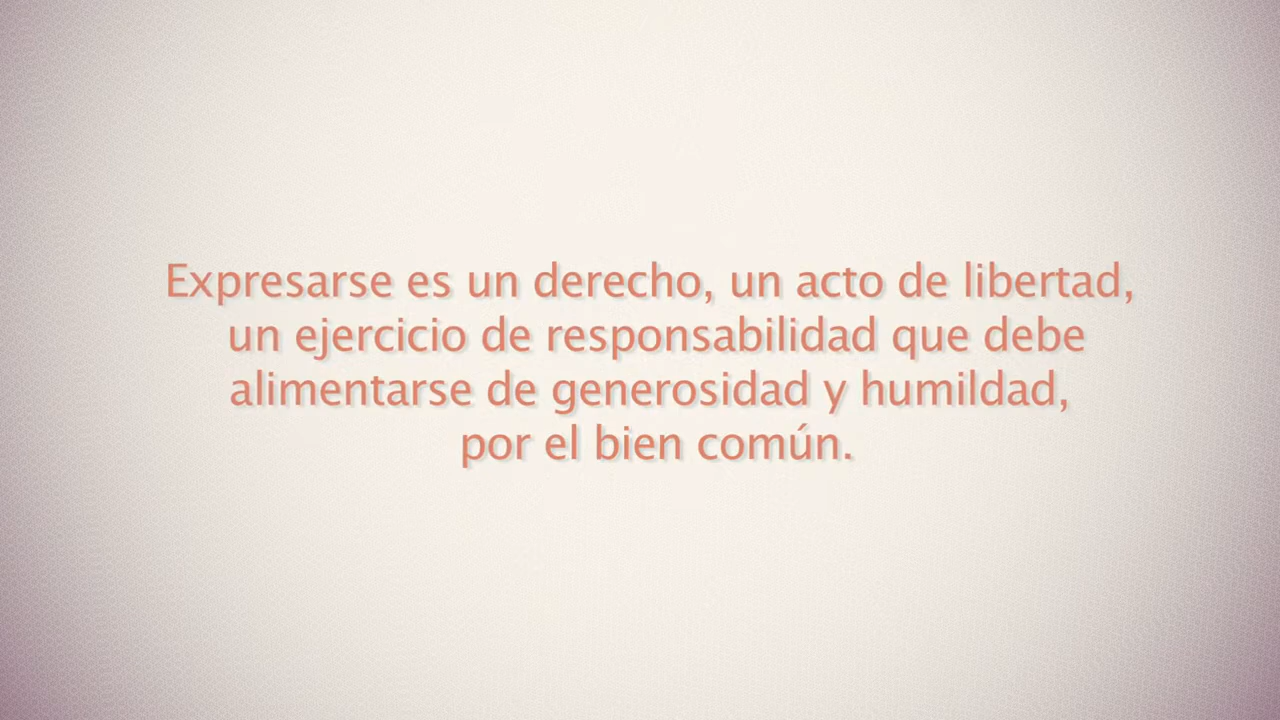 Expresarse es un derecho, un acto de libertad,
un ejercicio de responsabilidad que debe
alimentarse de generosidad y humildad,
por el bien común.